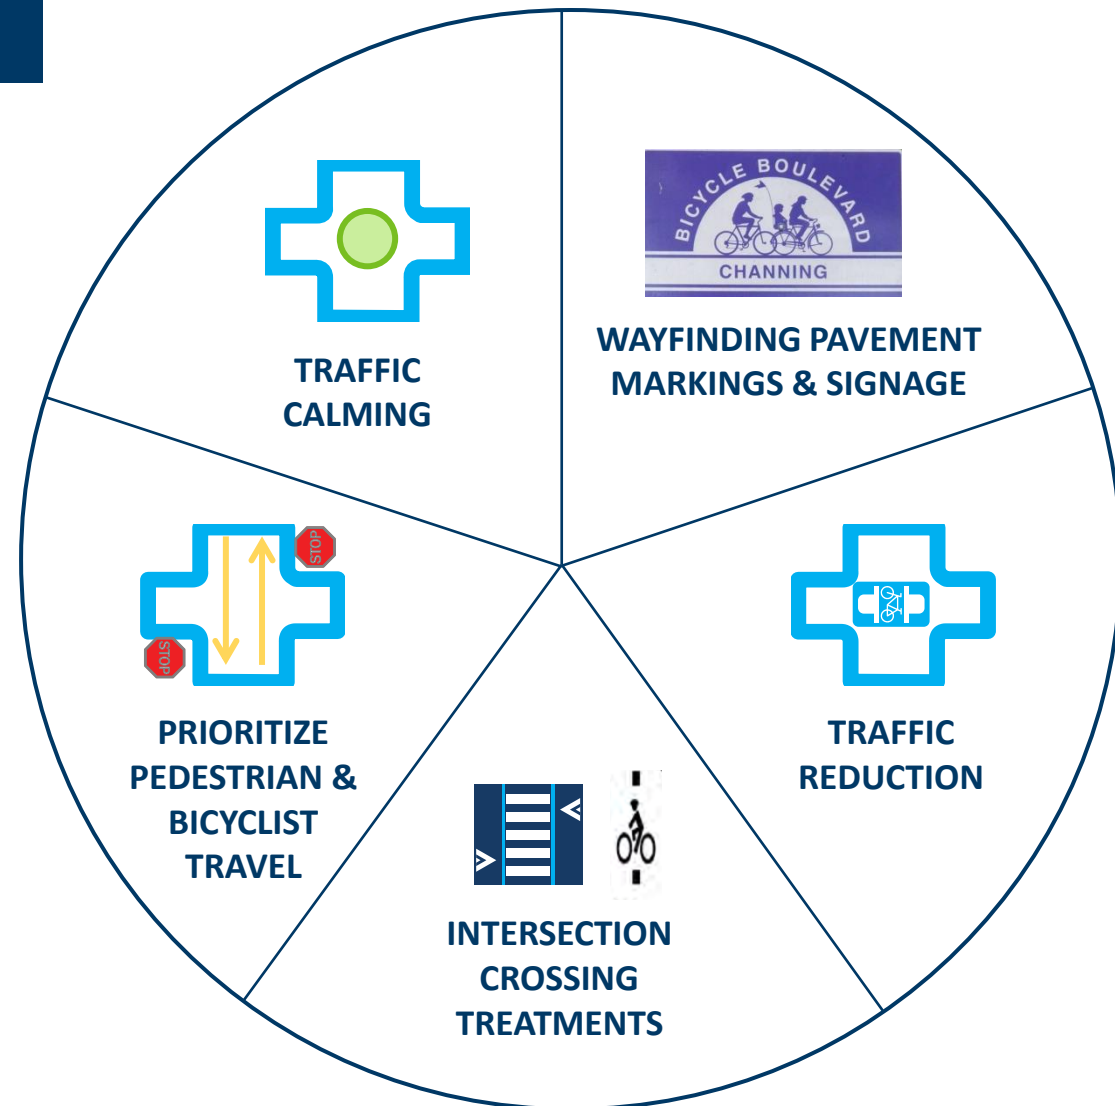 BICYCLE BOULEVARD
CHANNING
WAYFINDING PAVEMENT
MARKINGS & SIGNAGE
TRAFFIC
CALMING
STOP
STOP
PRIORITIZE
PEDESTRIAN &
BICYCLIST
TRAVEL
TRAFFIC
REDUCTION
INTERSECTION
CROSSING
TREATMENTS